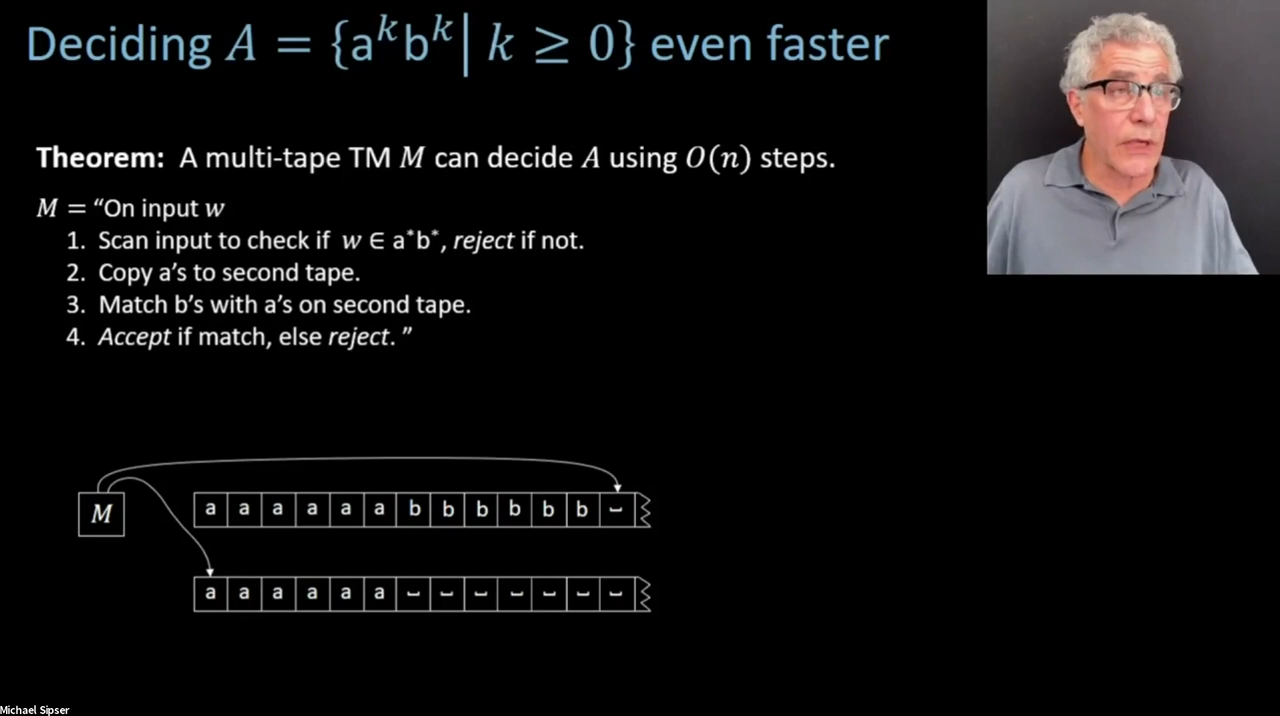 Deciding 𝐴 = {aᵏbᵏ| 𝑘 ≥ 0} even faster
Theorem: A multi-tape TM 𝑀 can decide 𝐴 using 𝑂(𝑛) steps.
𝑀 = “On input 𝑤
1. Scan input to check if 𝑤 ∈ a*b*, reject if not.
2. Copy a’s to second tape.
3. Match b’s with a’s on second tape.
4. Accept if match, else reject. ”
𝑀 a a a a a a b b b b b b ⌴
a a a a a a ⌴ ⌴ ⌴ ⌴ ⌴ ⌴ ⌴
Michael Sipser